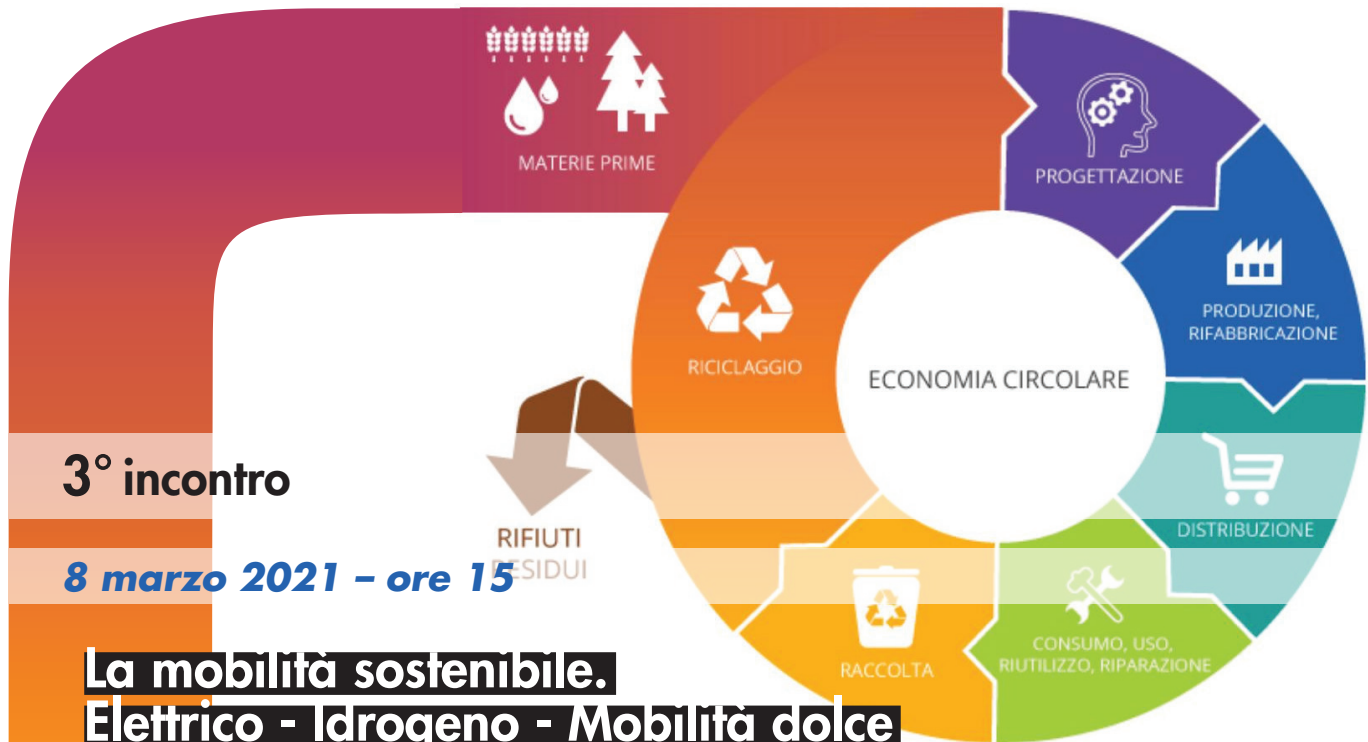 MATERIE PRIME
PROGETTAZIONE
PRODUZIONE,
RIFABBRICAZIONE
RICICLAGGIO
ECONOMIA CIRCOLARE
3° incontro
DISTRIBUZIONE
RIFIUTI
RESIDUI
8 marzo 2021 – ore 15
CONSUMO, USO,
RIUTILIZZO, RIPARAZIONE
RACCOLTA
La mobilità sostenibile.
Elettrico - Idrogeno - Mobilità dolce